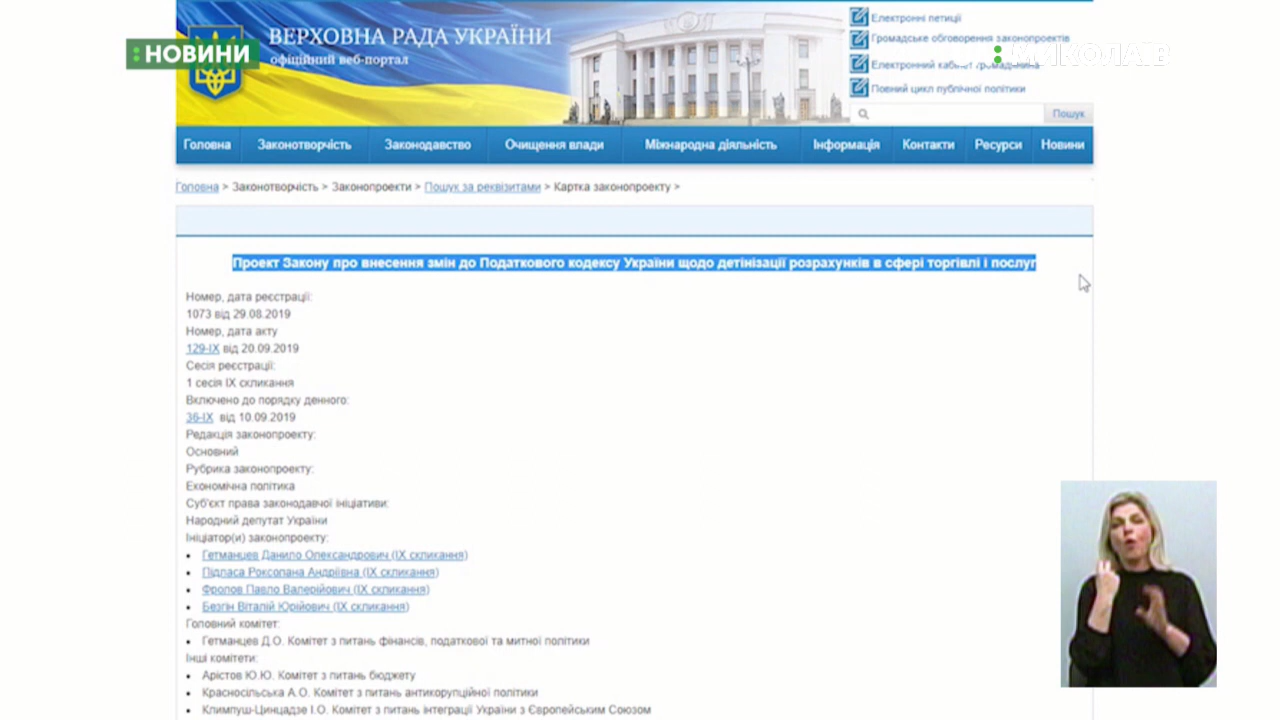 НОВИНИ
ВЕРХОВНА РАДА УКРАЇНИ
офіційний веб-портал
Електронні петиції
Громадське обговорення законопроектів
Електронний кабінет громадянина
Повний цикл публічної політики
МИКОЛАЇВ
Пошук
Головна Законотворчість Законодавство Очищення влади Міжнародна діяльність Інформація Контакти Ресурси Новини
Головна > Законотворчість > Законопроекти > Пошук за реквізитами > Картка законопроекту >
Проект Закону про внесення змін до Податкового кодексу України щодо детінізації розрахунків в сфері торгівлі і послуг
Номер, дата реєстрації:
1073 від 29.08.2019
Номер, дата акту
129-IX від 20.09.2019
Сесія реєстрації:
1 сесія IX скликання
Включено до порядку денного:
36-IX від 10.09.2019
Редакція законопроекту:
Основний
Рубрика законопроекту:
Економічна політика
Суб'єкт права законодавчої ініціативи:
Народний депутат України
Ініціатор(и) законопроекту:
• Гетманцев Данило Олександрович (IX скликання)
• Підласа Роксолана Андріївна (IX скликання)
• Фролов Павло Валерійович (IX скликання)
• Безгін Віталій Юрійович (IX скликання)
Головний комітет:
• Гетманцев Д.О. Комітет з питань фінансів, податкової та митної політики
Інші комітети:
• Арістов Ю.Ю. Комітет з питань бюджету
• Красносільська А.О. Комітет з питань антикорупційної політики
• Климпуш-Цинцадзе І.О. Комітет з питань інтеграції України з Європейським Союзом